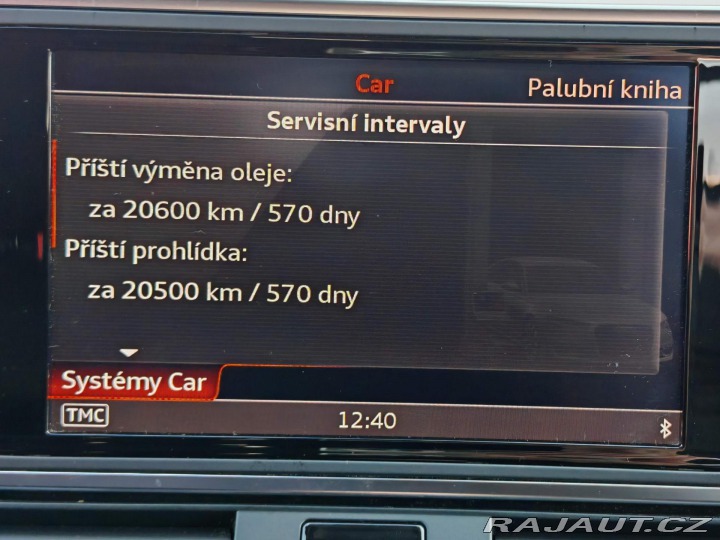 Car
Palubní kniha
Servisní intervaly
Příští výměna oleje:
za 20600 km / 570 dny
Příští prohlídka:
za 20500 km / 570 dny
Systémy Car
TMC
12:40
RAJAUT.CZ